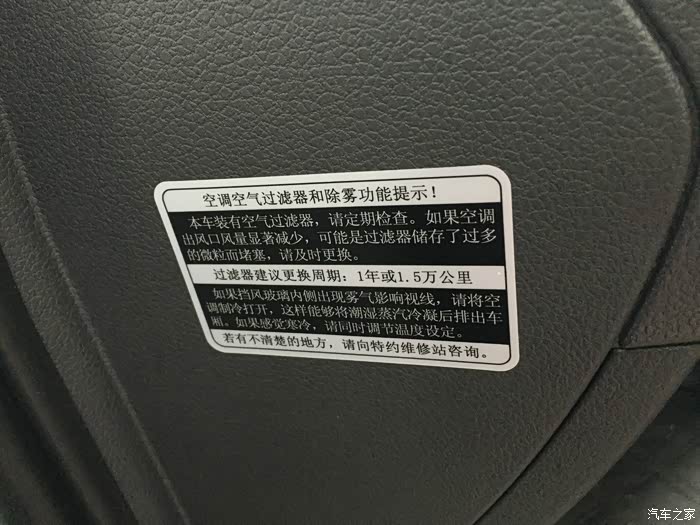 空调空气过滤器和除雾功能提示！
本车装有空气过滤器，请定期检查。如果空调
出风口风量显著减少，可能是过滤器储存了过多
的微粒而堵塞，请及时更换。
过滤器建议更换周期：1年或1.5万公里
如果挡风玻璃内侧出现雾气影响视线，请将空
调制冷打开，这样能够将潮湿蒸汽冷凝后排出车
厢。如果感觉寒冷，请同时调节温度设定。
若有不清楚的地方，请向特约维修站咨询。
汽车之家